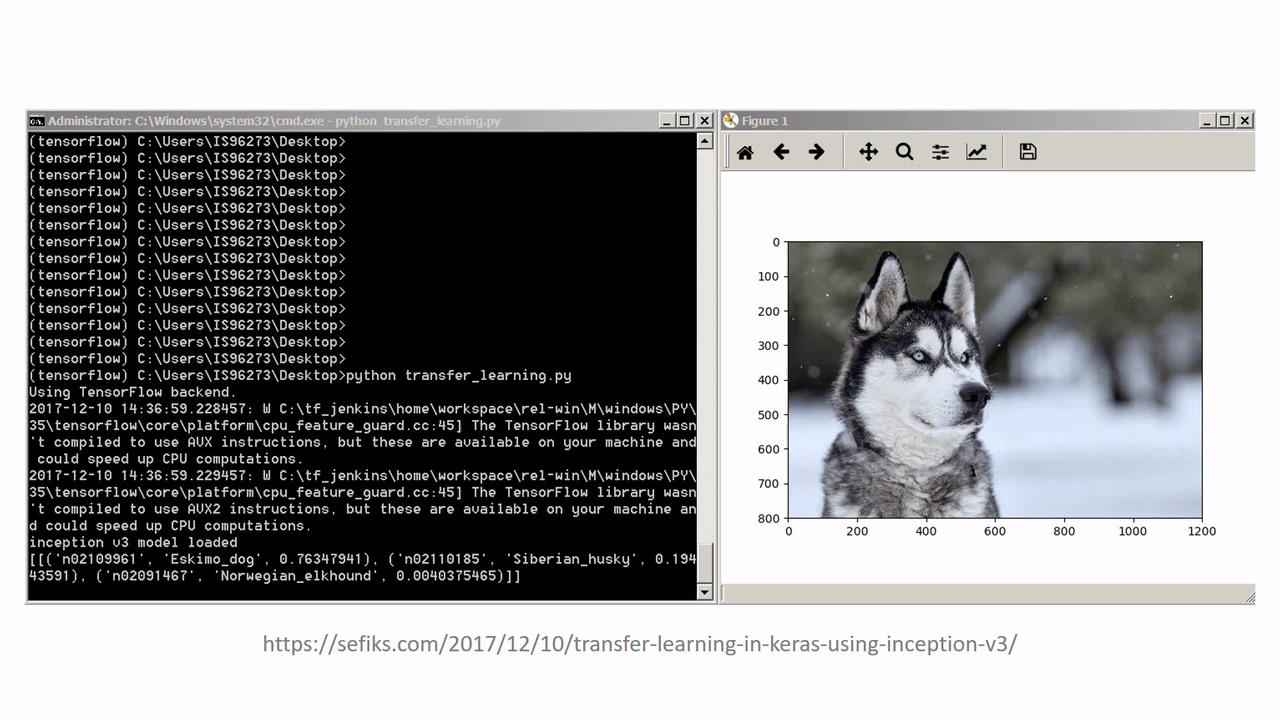 Administrator: C:\Windows\system32\cmd.exe - python transfer_learning.py
(tensorflow) C:\Users\IS96273\Desktop>
(tensorflow) C:\Users\IS96273\Desktop>
(tensorflow) C:\Users\IS96273\Desktop>
(tensorflow) C:\Users\IS96273\Desktop>
(tensorflow) C:\Users\IS96273\Desktop>
(tensorflow) C:\Users\IS96273\Desktop>
(tensorflow) C:\Users\IS96273\Desktop>
(tensorflow) C:\Users\IS96273\Desktop>
(tensorflow) C:\Users\IS96273\Desktop>
(tensorflow) C:\Users\IS96273\Desktop>
(tensorflow) C:\Users\IS96273\Desktop>
(tensorflow) C:\Users\IS96273\Desktop>
(tensorflow) C:\Users\IS96273\Desktop>
(tensorflow) C:\Users\IS96273\Desktop>
(tensorflow) C:\Users\IS96273\Desktop>python transfer_learning.py
Using TensorFlow backend.
2017-12-10 14:36:59.228457: W C:\tf_jenkins\home\workspace\rel-win\M\windows\PY\
35\tensorflow\core\platform\cpu_feature_guard.cc:45] The TensorFlow library wasn
't compiled to use AVX instructions, but these are available on your machine and
could speed up CPU computations.
2017-12-10 14:36:59.229457: W C:\tf_jenkins\home\workspace\rel-win\M\windows\PY\
35\tensorflow\core\platform\cpu_feature_guard.cc:45] The TensorFlow library wasn
't compiled to use AVX2 instructions, but these are available on your machine an
d could speed up CPU computations.
inception v3 model loaded
[[('n02109961', 'Eskimo_dog', 0.76347941), ('n02110185', 'Siberian_husky', 0.194
43591), ('n02091467', 'Norwegian_elkhound', 0.0040375465)]]
Figure 1
0
100
200
300
400
500
600
700
800
0 200 400 600 800 1000 1200
https://sefiks.com/2017/12/10/transfer-learning-in-keras-using-inception-v3/